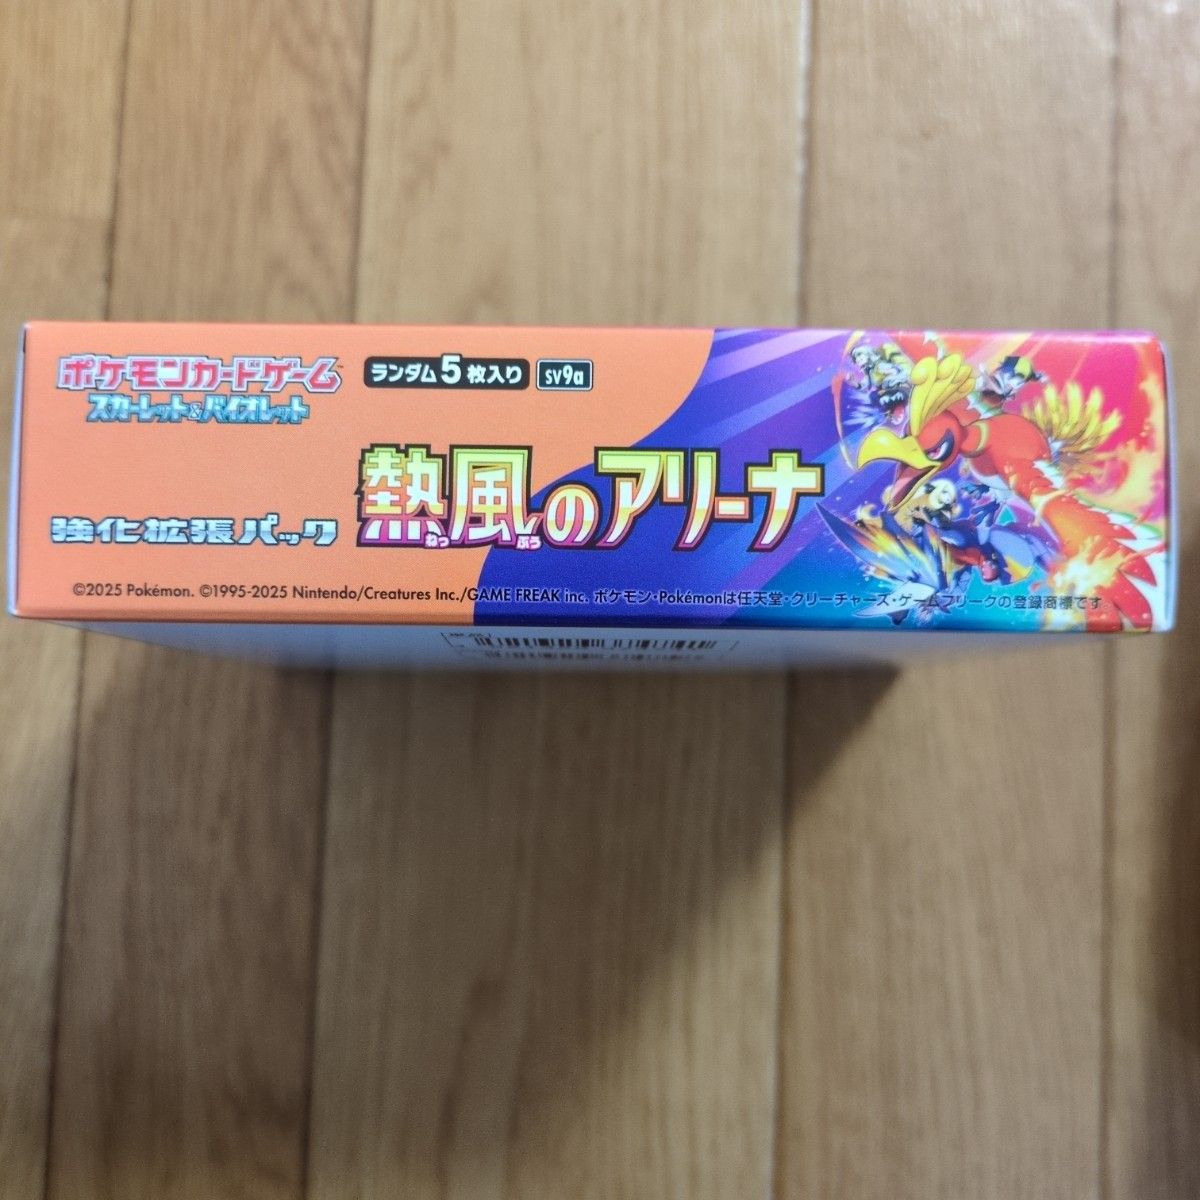 ポケモンカードゲーム
スカーレット&バイオレット
ランダム5枚入り
sv9a
強化拡張パック
熱風のアリーナ
ねっ ぷう
©2025 Pokémon. ©1995-2025 Nintendo/Creatures Inc./GAME FREAK inc. ポケモン・Pokémonは任天堂・クリーチャーズ・ゲームフリークの登録商標です。